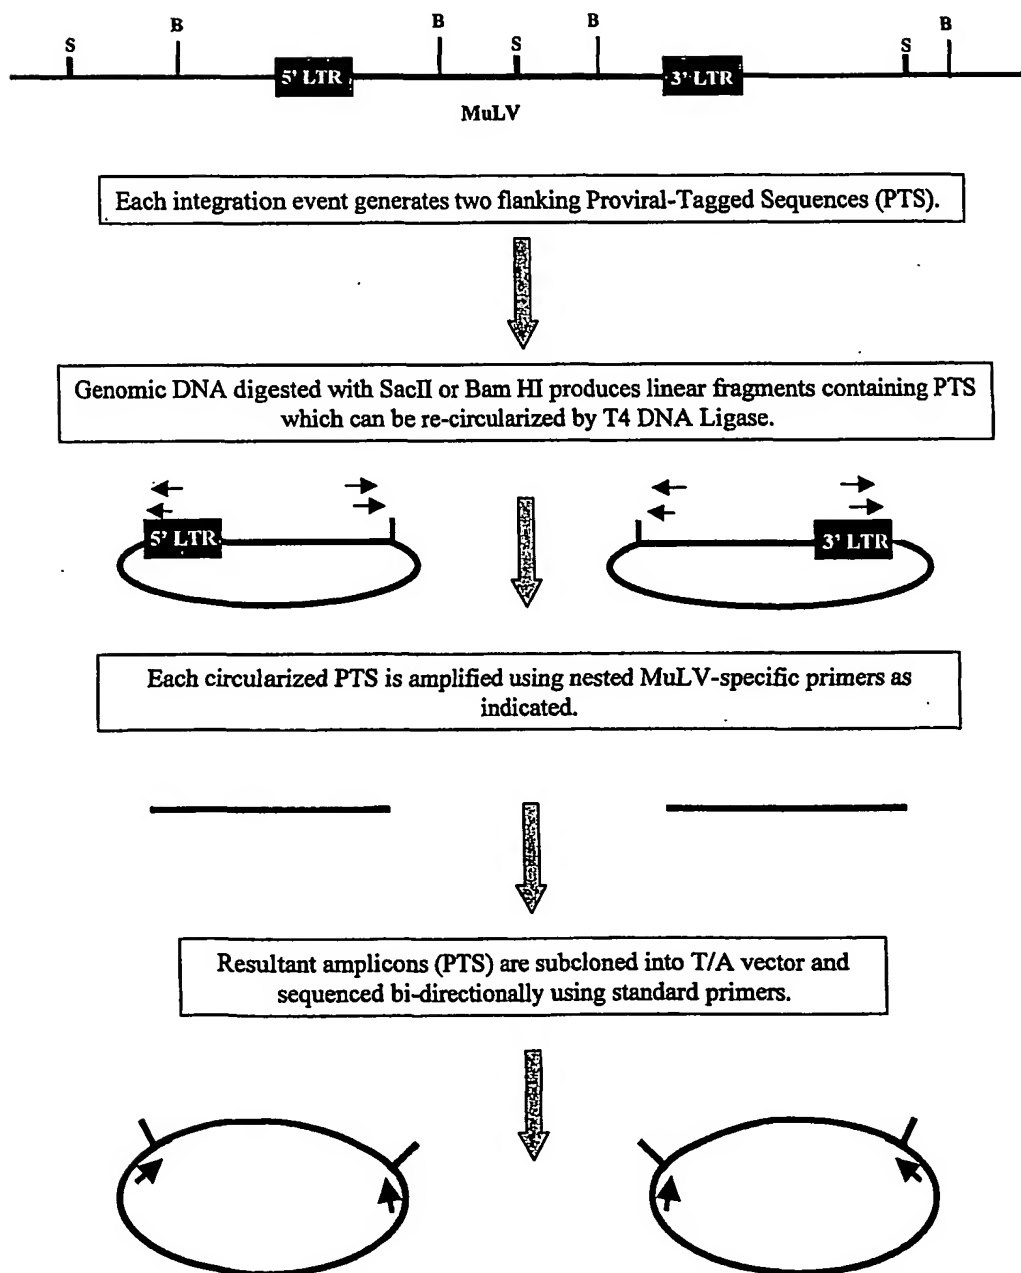 S B B S B S B
5' LTR 3' LTR
MuLV
Each integration event generates two flanking Proviral-Tagged Sequences (PTS).
Genomic DNA digested with SacII or Bam HI produces linear fragments containing PTS
which can be re-circularized by T4 DNA Ligase.
5' LTR 3' LTR
Each circularized PTS is amplified using nested MuLV-specific primers as
indicated.
Resultant amplicons (PTS) are subcloned into T/A vector and
sequenced bi-directionally using standard primers.